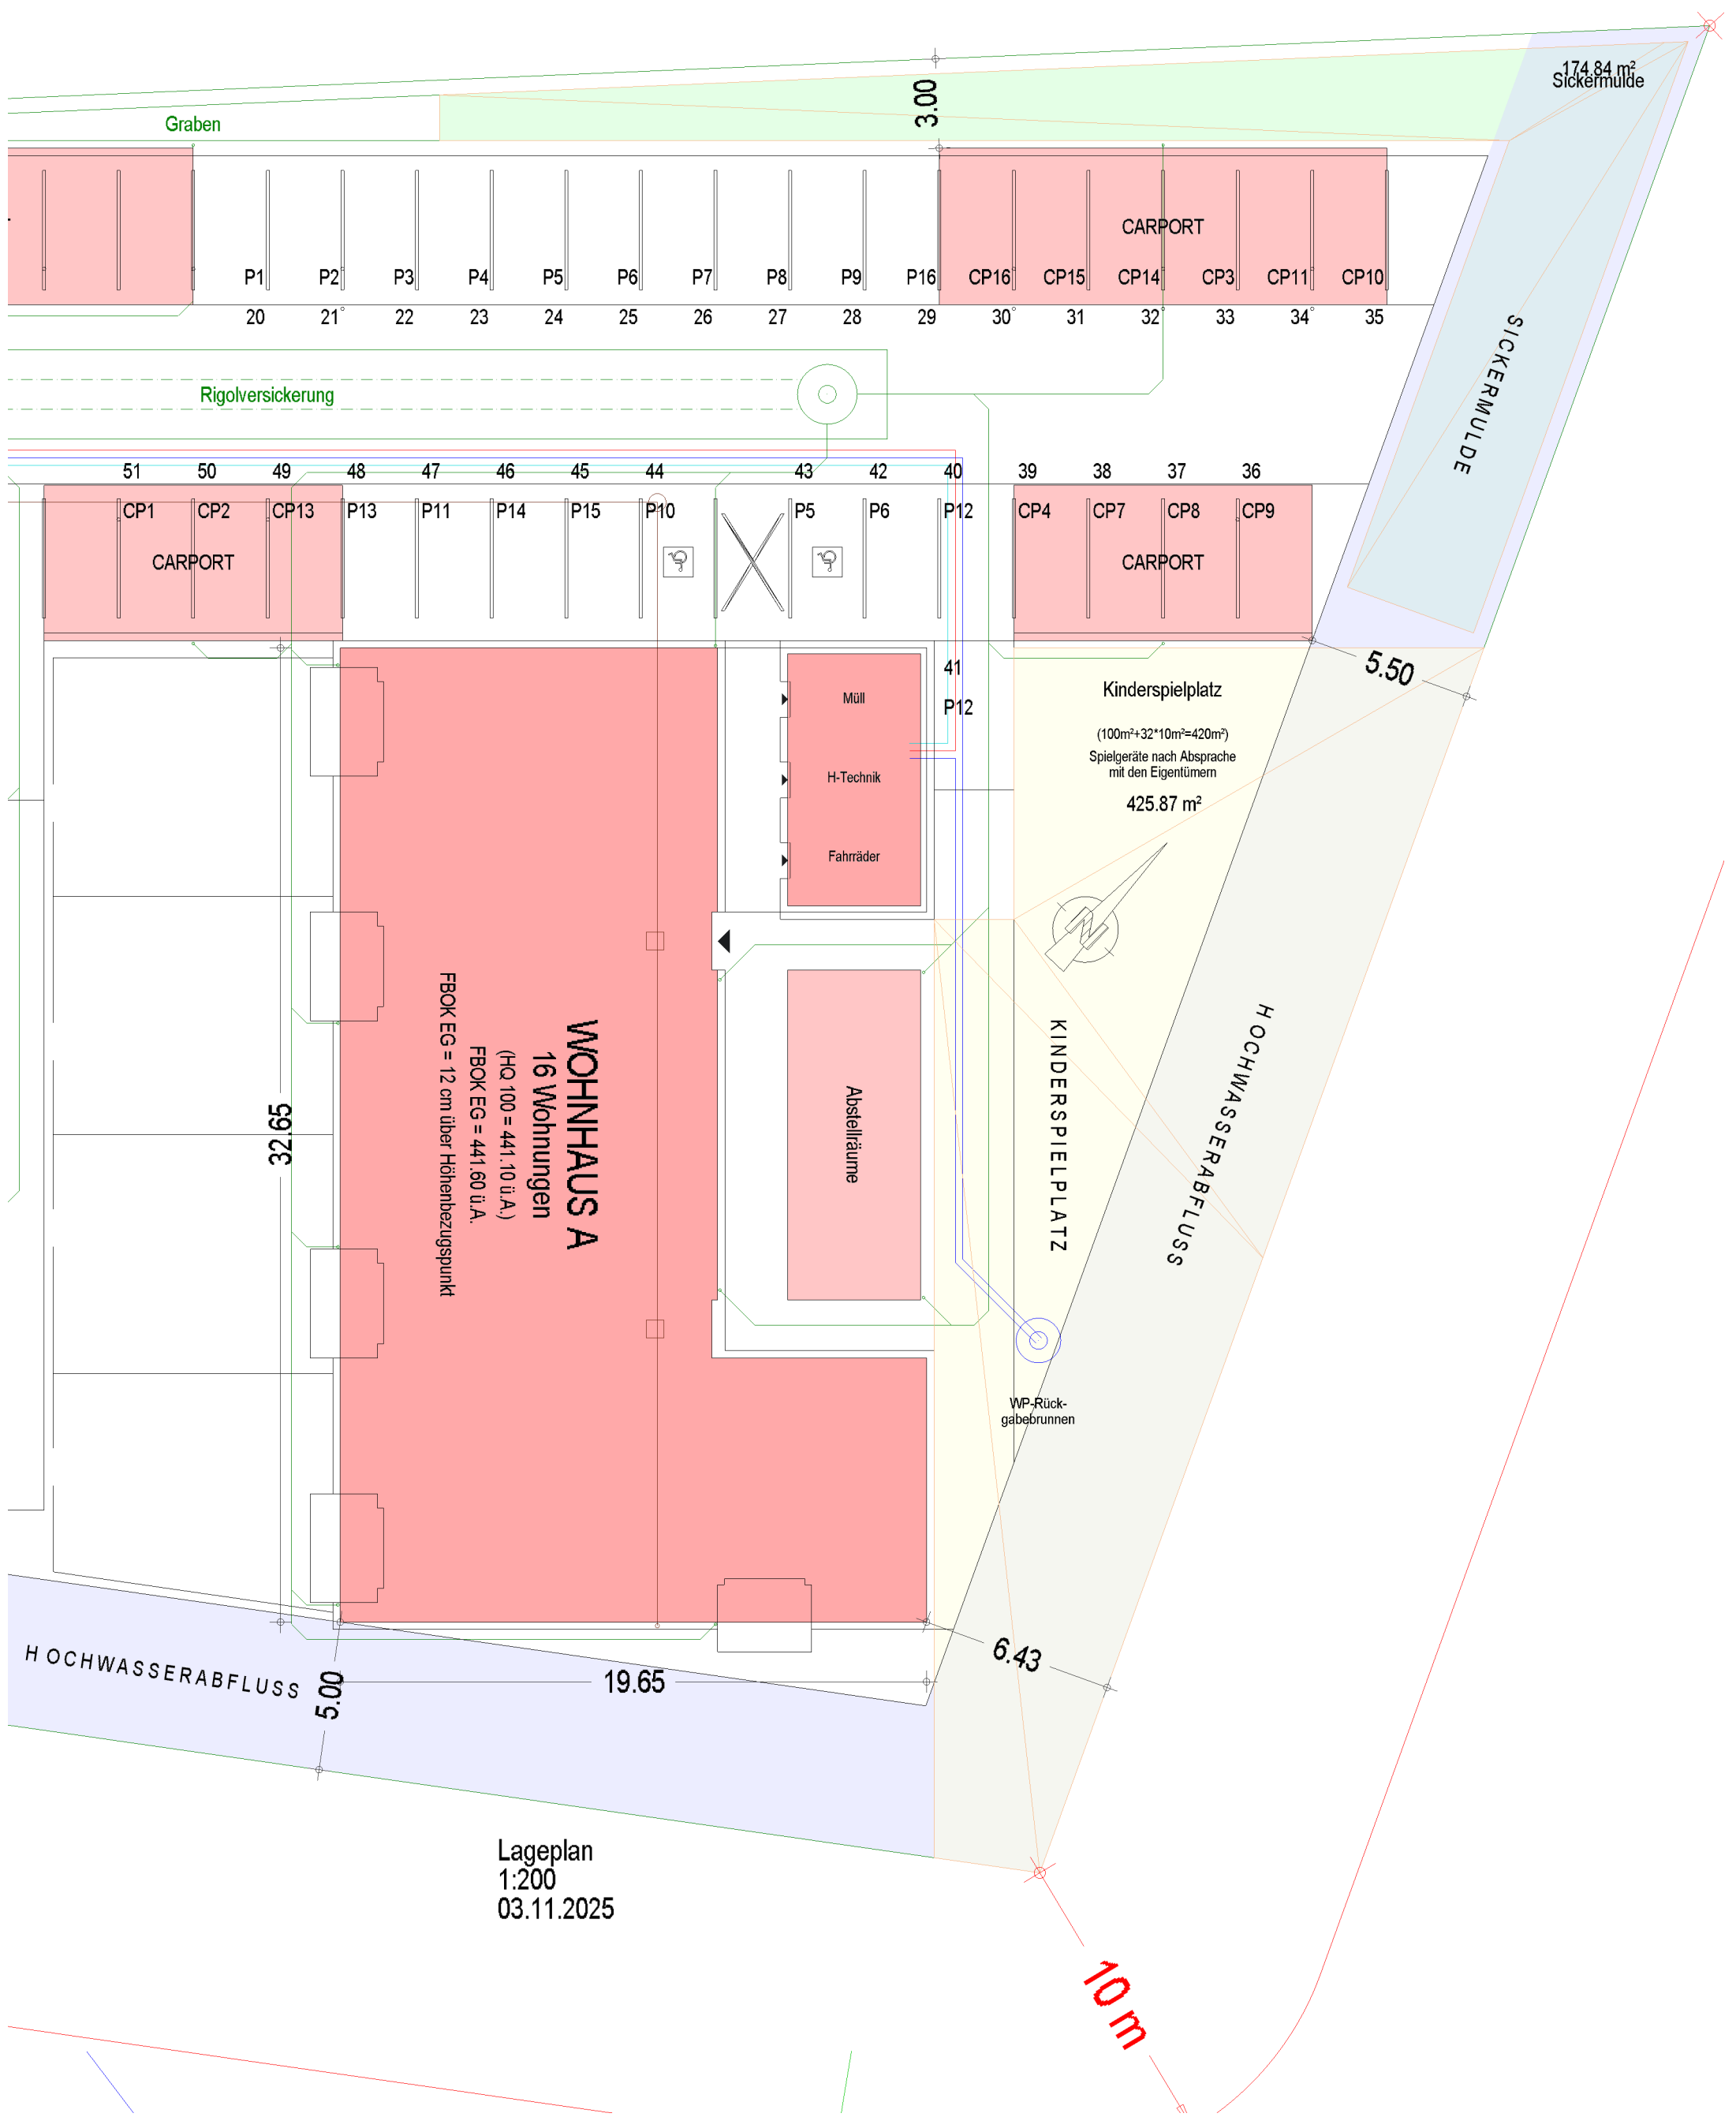 174.84 m²
Sickermulde
Graben
3.00
CARPORT
P1 P2 P3 P4 P5 P6 P7 P8 P9 P16 CP16 CP15 CP14 CP3 CP11 CP10
20 21° 22 23 24 25 26 27 28 29 30° 31 32° 33 34° 35
SICKERMULDE
Rigolversickerung
51 50 49 48 47 46 45 44 43 42 40 39 38 37 36
CP1 CP2 CP13 P13 P11 P14 P15 P10 P5 P6 P12 CP4 CP7 CP8 CP9
CARPORT
CARPORT
41
P12
5.50
Müll
H-Technik
Fahrräder
Kinderspielplatz
(100m²+32*10m²=420m²)
Spielgeräte nach Absprache
mit den Eigentümern
425.87 m²
N
WOHNHAUS A
16 Wohnungen
(HQ 100 = 441.10 ü.A.)
FBOK EG = 441.60 ü.A.
FBOK EG = 12 cm über Höhenbezugspunkt
32.65
Abstellräume
KINDERSPIELPLATZ
HOCHWASSERABFLUSS
WP-Rück-
gabebrunnen
HOCHWASSERABFLUSS
5.00
19.65
6.43
Lageplan
1:200
03.11.2025
10 m